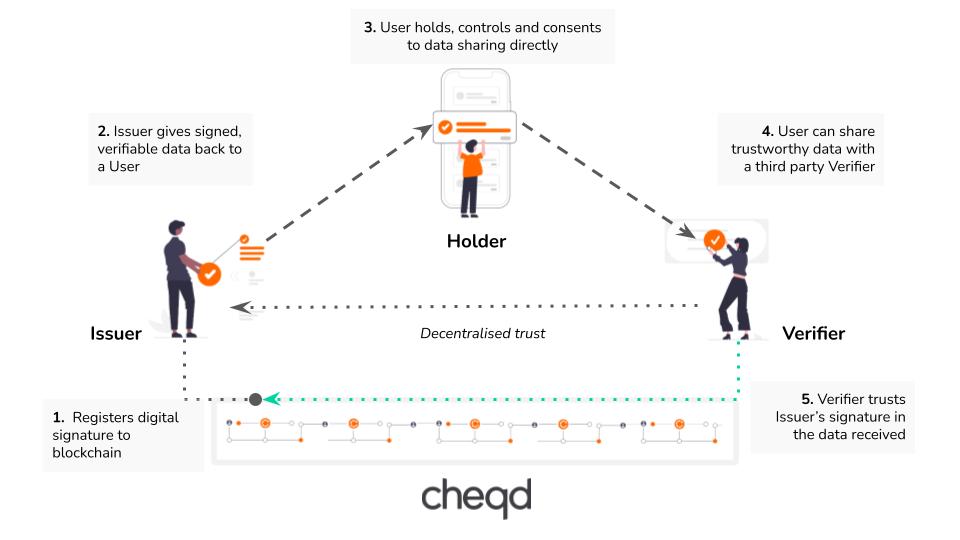 3. User holds, controls and consents
to data sharing directly
2. Issuer gives signed,
verifiable data back to
a User
4. User can share
trustworthy data with
a third party Verifier
Holder
Issuer
Decentralised trust
Verifier
1. Registers digital
signature to
blockchain
5. Verifier trusts
Issuer's signature in
the data received
cheqd